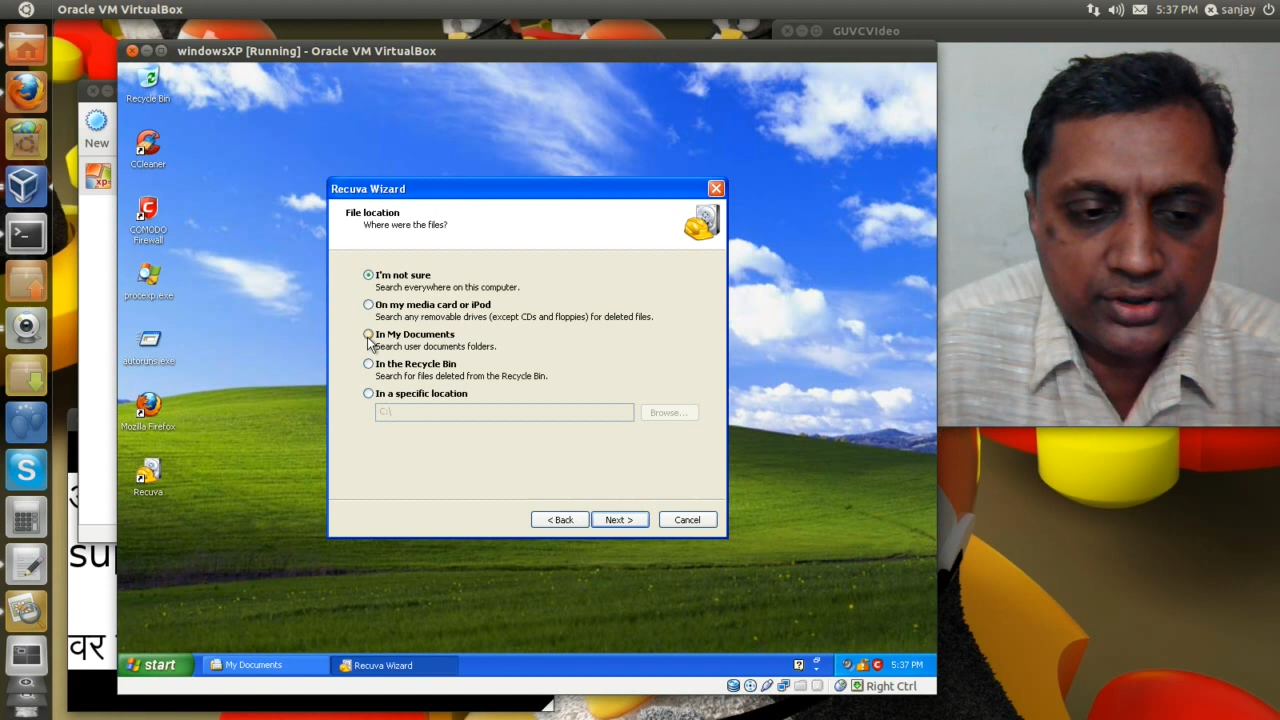 Oracle VM VirtualBox
5:37 PM
sanjay
GUVCVIdeo
windowsXP [Running] - Oracle VM VirtualBox
New
Recycle Bin
CCleaner
COMODO
Firewall
procexp.exe
autoruns.exe
Mozilla Firefox
Recuva
Recuva Wizard
File location
Where were the files?
I'm not sure
Search everywhere on this computer.
On my media card or iPod
Search any removable drives (except CDs and floppies) for deleted files.
In My Documents
Search user documents folders.
In the Recycle Bin
Search for files deleted from the Recycle Bin.
In a specific location
C:\
Browse...
< Back
Next >
Cancel
वर
start
My Documents
Recuva Wizard
5:37 PM
Right Ctrl